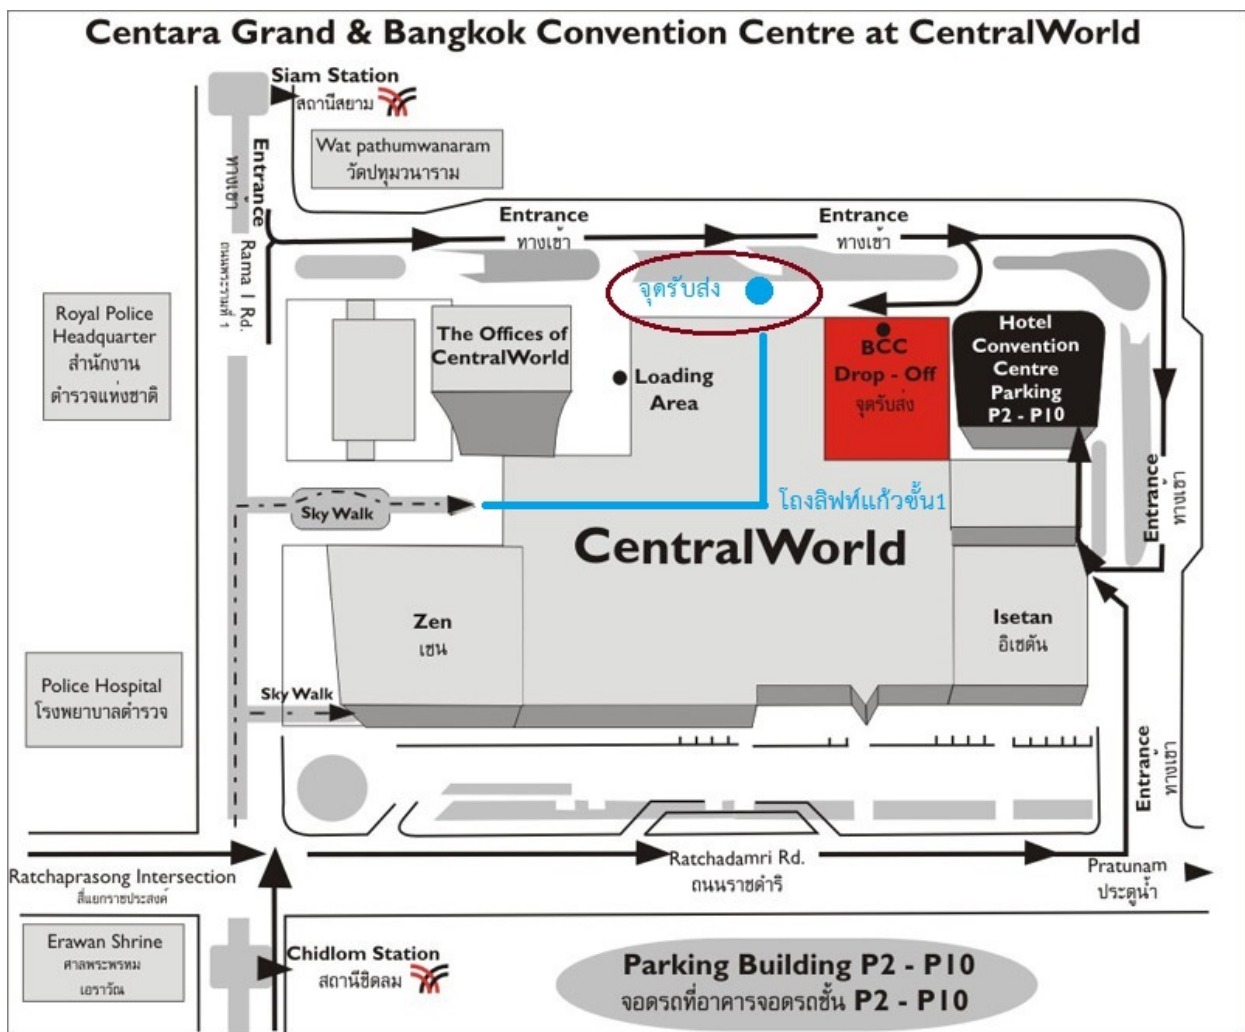 Centara Grand & Bangkok Convention Centre at CentralWorld
Siam Station
สถานีสยาม
Wat pathumwanaram
วัดปทุมวนาราม
Entrance
ทางเข้า
Rama I Rd.
ถนนพระรามที่ 1
Entrance
ทางเข้า
Entrance
ทางเข้า
จุดรับส่ง
Royal Police
Headquarter
สำนักงาน
ตำรวจแห่งชาติ
The Offices of
CentralWorld
Loading
Area
BCC
Drop - Off
จุดรับส่ง
Hotel
Convention
Centre
Parking
P2 - P10
Sky Walk
โถงลิฟท์แก้วชั้น1
CentralWorld
Entrance
ทางเข้า
Zen
เซน
Isetan
อิเซตัน
Police Hospital
โรงพยาบาลตำรวจ
Sky Walk
Entrance
ทางเข้า
Ratchaprasong Intersection
สี่แยกราชประสงค์
Ratchadamri Rd.
ถนนราชดำริ
Pratunam
ประตูน้ำ
Erawan Shrine
ศาลพระพรหม
เอราวัณ
Chidlom Station
สถานีชิดลม
Parking Building P2 - P10
จอดรถที่อาคารจอดรถชั้น P2 - P10